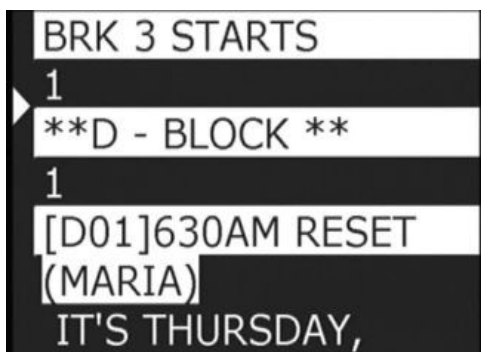 BRK 3 STARTS
1
**D - BLOCK **
1
[D01]630AM RESET
(MARIA)
IT'S THURSDAY,